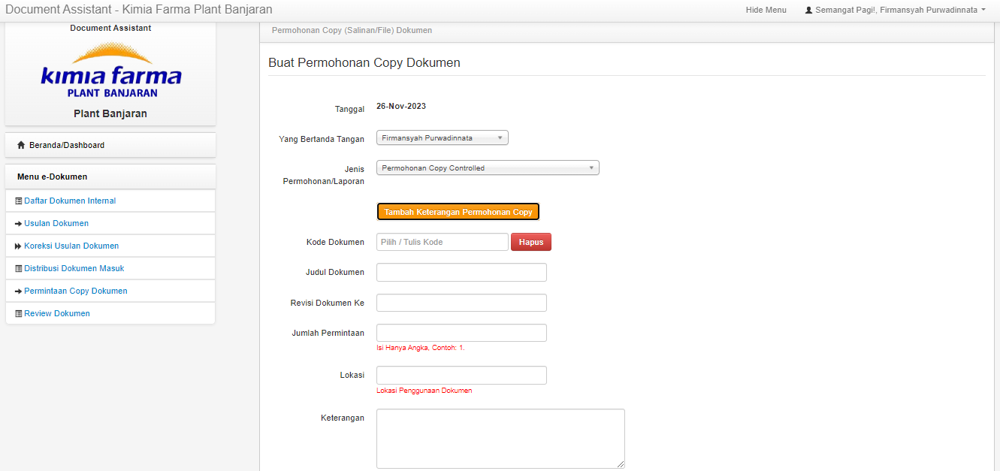 Document Assistant - Kimia Farma Plant Banjaran
Hide Menu
Semangat Pagi!, Firmansyah Purwadinnata
Document Assistant
kimia farma
PLANT BANJARAN
Plant Banjaran
Beranda/Dashboard
Menu e-Dokumen
Daftar Dokumen Internal
Usulan Dokumen
Koreksi Usulan Dokumen
Distribusi Dokumen Masuk
Permintaan Copy Dokumen
Review Dokumen
Permohonan Copy (Salinan/File) Dokumen
Buat Permohonan Copy Dokumen
Tanggal 26-Nov-2023
Yang Bertanda Tangan Firmansyah Purwadinnata
Jenis
Permohonan/Laporan
Permohonan Copy Controlled
Tambah Keterangan Permohonan Copy
Kode Dokumen Pilih / Tulis Kode Hapus
Judul Dokumen
Revisi Dokumen Ke
Jumlah Permintaan
Isi Hanya Angka, Contoh: 1.
Lokasi
Lokasi Penggunaan Dokumen
Keterangan